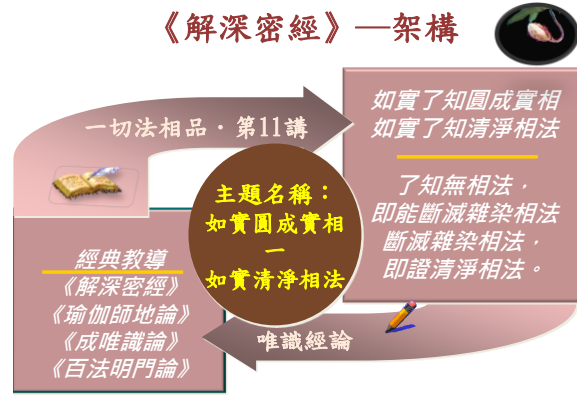 《解深密經》—架構
一切法相品．第11講
如實了知圓成實相
如實了知清淨相法
了知無相法，
即能斷滅雜染相法
斷滅雜染相法，
即證清淨相法。
主題名稱：
如實圓成實相
—
如實清淨相法
經典教導
《解深密經》
《瑜伽師地論》
《成唯識論》
《百法明門論》
唯識經論